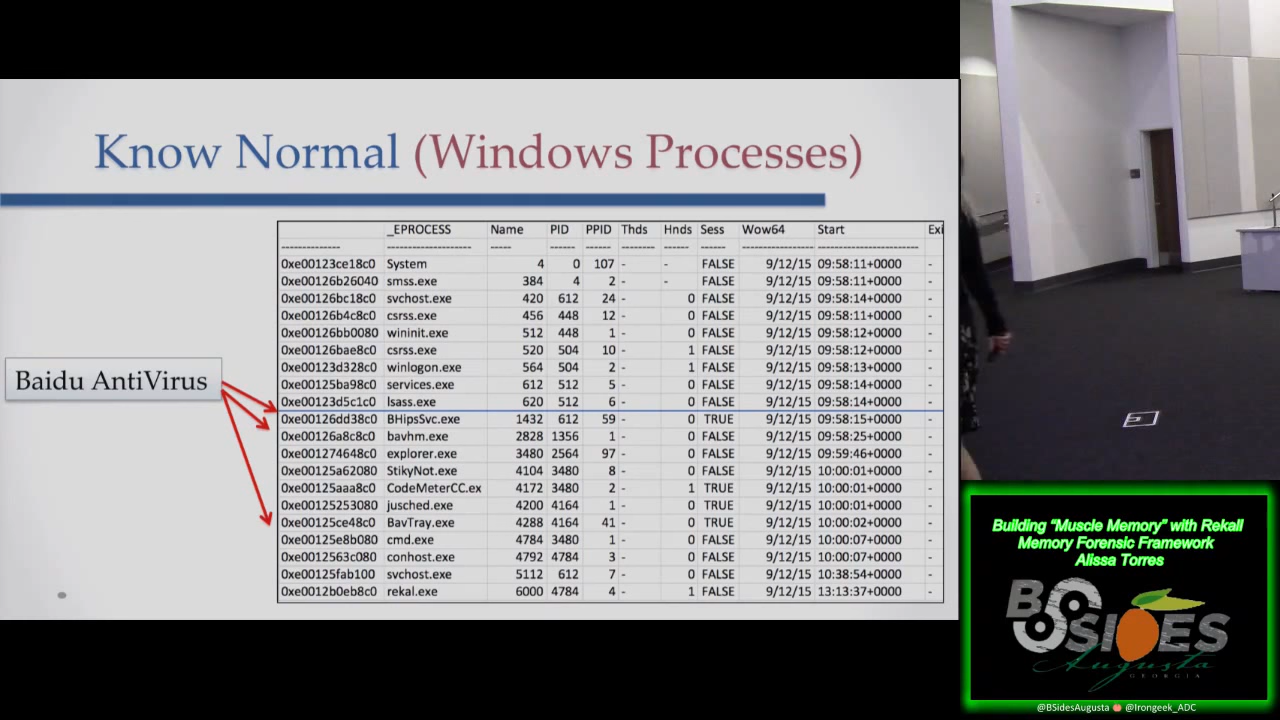 Know Normal (Windows Processes)
_EPROCESS Name PID PPID Thds Hnds Sess Wow64 Start Exi
-------------- ------------------- ----- ------ ------ -------- ------ ------ ----------------- ------------------------
0xe00123ce18c0 System 4 0 107 - - FALSE 9/12/15 09:58:11+0000 -
0xe00126b26040 smss.exe 384 4 2 - - FALSE 9/12/15 09:58:11+0000 -
0xe00126bc18c0 svchost.exe 420 612 24 - 0 FALSE 9/12/15 09:58:14+0000 -
0xe00126b4c8c0 csrss.exe 456 448 12 - 0 FALSE 9/12/15 09:58:11+0000 -
0xe00126bb0080 wininit.exe 512 448 1 - 0 FALSE 9/12/15 09:58:12+0000 -
0xe00126bae8c0 csrss.exe 520 504 10 - 1 FALSE 9/12/15 09:58:12+0000 -
0xe00123d328c0 winlogon.exe 564 504 2 - 1 FALSE 9/12/15 09:58:13+0000 -
0xe00125ba98c0 services.exe 612 512 5 - 0 FALSE 9/12/15 09:58:14+0000 -
0xe00123d5c1c0 lsass.exe 620 512 6 - 0 FALSE 9/12/15 09:58:14+0000 -
0xe00126dd38c0 BHipsSvc.exe 1432 612 59 - 0 TRUE 9/12/15 09:58:15+0000 -
0xe00126a8c8c0 bavhm.exe 2828 1356 1 - 0 FALSE 9/12/15 09:58:25+0000 -
0xe001274648c0 explorer.exe 3480 2564 97 - 0 FALSE 9/12/15 09:59:46+0000 -
0xe00125a62080 StikyNot.exe 4104 3480 8 - 0 FALSE 9/12/15 10:00:01+0000 -
0xe00125aaa8c0 CodeMeterCC.ex 4172 3480 2 - 1 TRUE 9/12/15 10:00:01+0000 -
0xe00125253080 jusched.exe 4200 4164 1 - 0 TRUE 9/12/15 10:00:01+0000 -
0xe00125ce48c0 BavTray.exe 4288 4164 41 - 0 TRUE 9/12/15 10:00:02+0000 -
0xe00125e8b080 cmd.exe 4784 3480 1 - 0 FALSE 9/12/15 10:00:07+0000 -
0xe0012563c080 conhost.exe 4792 4784 3 - 0 FALSE 9/12/15 10:00:07+0000 -
0xe00125fab100 svchost.exe 5112 612 7 - 0 FALSE 9/12/15 10:38:54+0000 -
0xe0012b0eb8c0 rekal.exe 6000 4784 4 - 1 FALSE 9/12/15 13:13:37+0000 -
Baidu AntiVirus
Building "Muscle Memory" with Rekall
Memory Forensic Framework
Alissa Torres
BSIDES
Augusta
GEORGIA
@BSidesAugusta @Irongeek_ADC